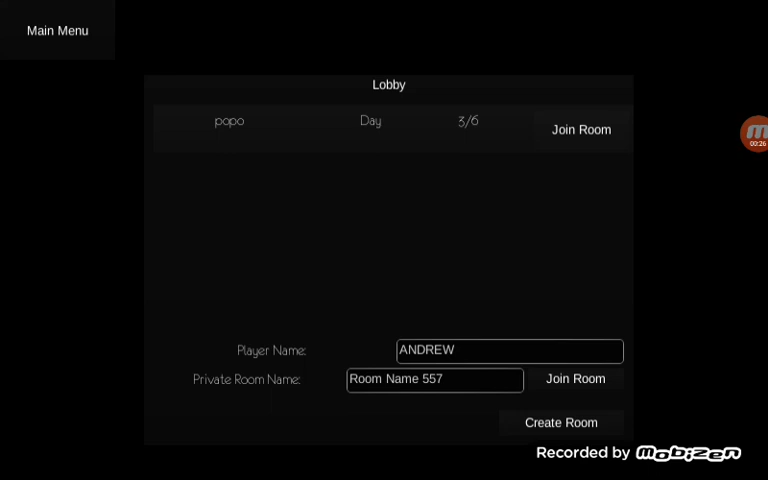 Main Menu
Lobby
popo Day 3/6 Join Room
00:26
Player Name: ANDREW
Private Room Name: Room Name 557 Join Room
Create Room
Recorded by mobizen